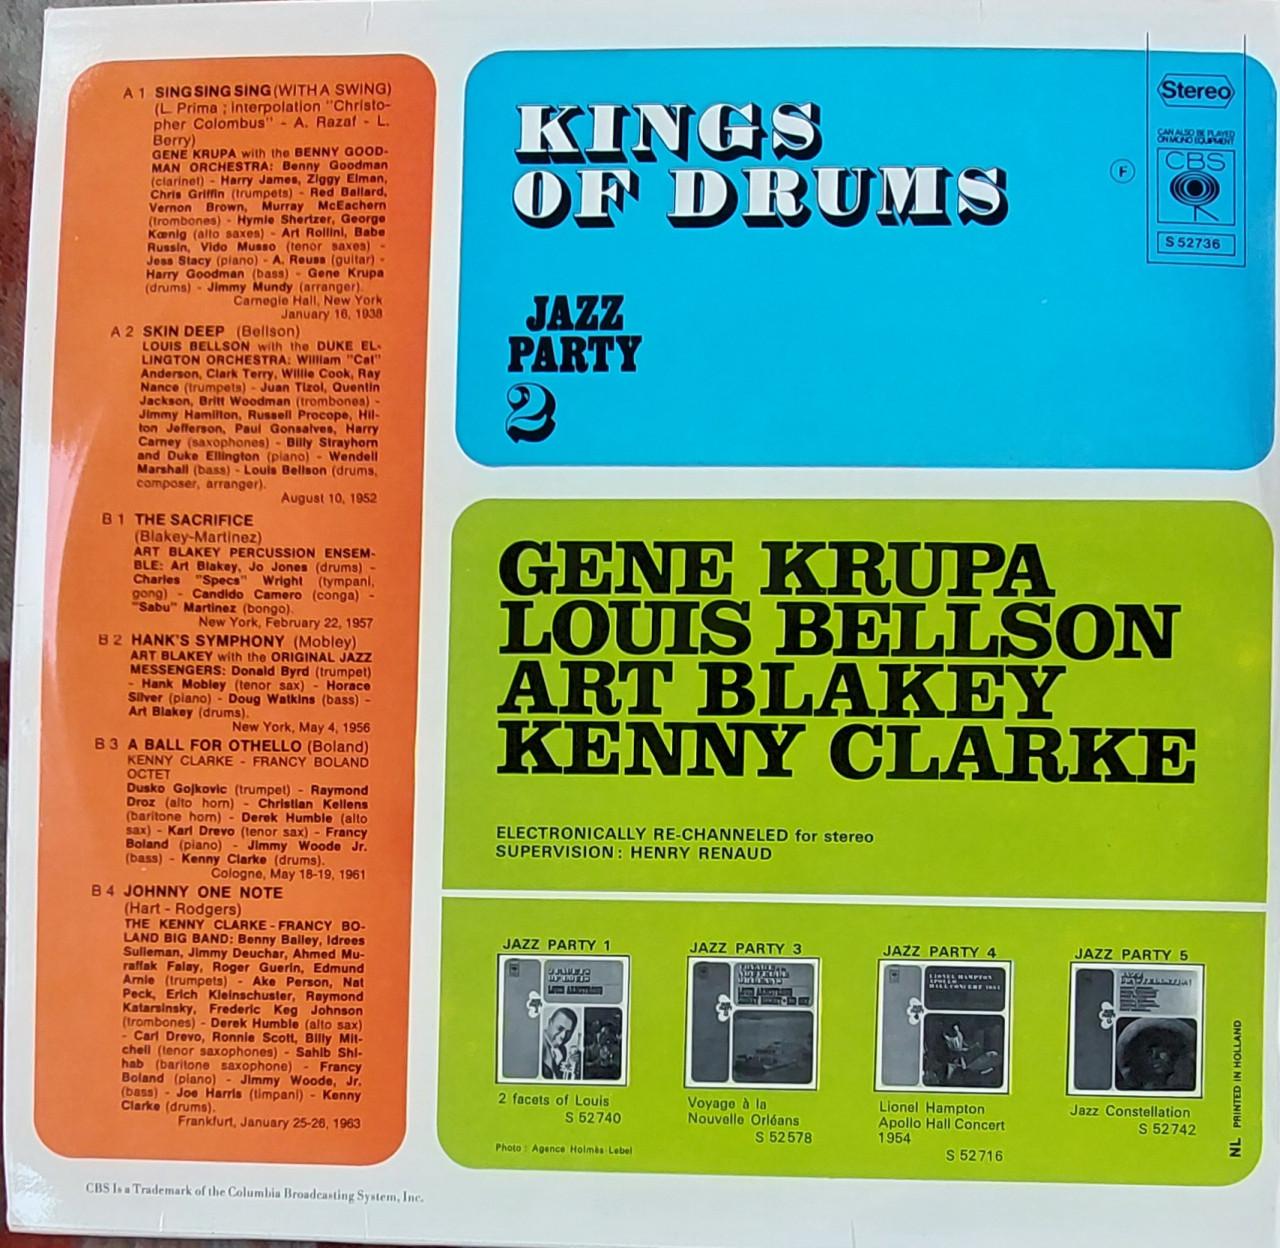 A 1 SING SING SING (WITH A SWING)
(L. Prima ; interpolation "Christo-
pher Colombus" - A. Razaf - L.
Berry)
GENE KRUPA with the BENNY GOOD-
MAN ORCHESTRA: Benny Goodman
(clarinet) - Harry James, Ziggy Elman,
Chris Griffin (trumpets) - Red Ballard,
Vernon Brown, Murray McEachern
(trombones) - Hymie Shertzer, George
Kœnig (alto saxes) - Art Rollini, Babe
Russin, Vido Musso (tenor saxes) -
Jess Stacy (piano) - A. Reuss (guitar) -
Harry Goodman (bass) - Gene Krupa
(drums) - Jimmy Mundy (arranger).
Carnegie Hall, New York
January 16, 1938
A 2 SKIN DEEP (Bellson)
LOUIS BELLSON with the DUKE EL-
LINGTON ORCHESTRA: William "Cat"
Anderson, Clark Terry, Willie Cook, Ray
Nance (trumpets) - Juan Tizol, Quentin
Jackson, Britt Woodman (trombones) -
Jimmy Hamilton, Russell Procope, Hil-
ton Jefferson, Paul Gonsalves, Harry
Carney (saxophones) - Billy Strayhorn
and Duke Ellington (piano) - Wendell
Marshall (bass) - Louis Bellson (drums,
composer, arranger).
August 10, 1952
B 1 THE SACRIFICE
(Blakey-Martinez)
ART BLAKEY PERCUSSION ENSEM-
BLE: Art Blakey, Jo Jones (drums) -
Charles "Specs" Wright (tympani,
gong) - Candido Camero (conga) -
"Sabu" Martinez (bongo).
New York, February 22, 1957
B 2 HANK'S SYMPHONY (Mobley)
ART BLAKEY with the ORIGINAL JAZZ
MESSENGERS: Donald Byrd (trumpet)
- Hank Mobley (tenor sax) - Horace
Silver (piano) - Doug Watkins (bass) -
Art Blakey (drums).
New York, May 4, 1956
B 3 A BALL FOR OTHELLO (Boland)
KENNY CLARKE - FRANCY BOLAND
OCTET
Dusko Gojkovic (trumpet) - Raymond
Droz (alto horn) - Christian Kellens
(baritone horn) - Derek Humble (alto
sax) - Karl Drevo (tenor sax) - Francy
Boland (piano) - Jimmy Woode Jr.
(bass) - Kenny Clarke (drums).
Cologne, May 18-19, 1961
B 4 JOHNNY ONE NOTE
(Hart - Rodgers)
THE KENNY CLARKE - FRANCY BO-
LAND BIG BAND: Benny Bailey, Idrees
Sulieman, Jimmy Deuchar, Ahmed Mu-
raffak Falay, Roger Guerin, Edmund
Arnie (trumpets) - Ake Person, Nat
Peck, Erich Kleinschuster, Raymond
Katarsinsky, Frederic Keg Johnson
(trombones) - Derek Humble (alto sax)
- Carl Drevo, Ronnie Scott, Billy Mit-
chell (tenor saxophones) - Sahib Shi-
hab (baritone saxophone) - Francy
Boland (piano) - Jimmy Woode, Jr.
(bass) - Joe Harris (timpani) - Kenny
Clarke (drums).
Frankfurt, January 25-26, 1963
CBS Is a Trademark of the Columbia Broadcasting System, Inc.
KINGS
OF DRUMS
JAZZ
PARTY
2
Stereo
CAN ALSO BE PLAYED
ON MONO EQUIPMENT
F
CBS
S 52736
GENE KRUPA
LOUIS BELLSON
ART BLAKEY
KENNY CLARKE
ELECTRONICALLY RE-CHANNELED for stereo
SUPERVISION : HENRY RENAUD
JAZZ PARTY 1
2 FACETS
OF LOUIS
2 facets of Louis
S 52740
JAZZ PARTY 3
VOYAGE A LA
NOUVELLE
ORLEANS
Voyage à la
Nouvelle Orléans
S 52578
JAZZ PARTY 4
LIONEL HAMPTON
APOLLO
HALL CONCERT 1954
Lionel Hampton
Apollo Hall Concert
1954
S 52716
JAZZ PARTY 5
Jazz Constellation
S 52742
Photo : Agence Holmès-Lebel
NL PRINTED IN HOLLAND